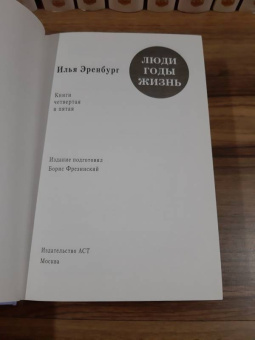 Илья Эренбург
ЛЮДИ
ГОДЫ
ЖИЗНЬ
Книги
четвертая
и пятая
Издание подготовил
Борис Фрезинский
Издательство АСТ
Москва